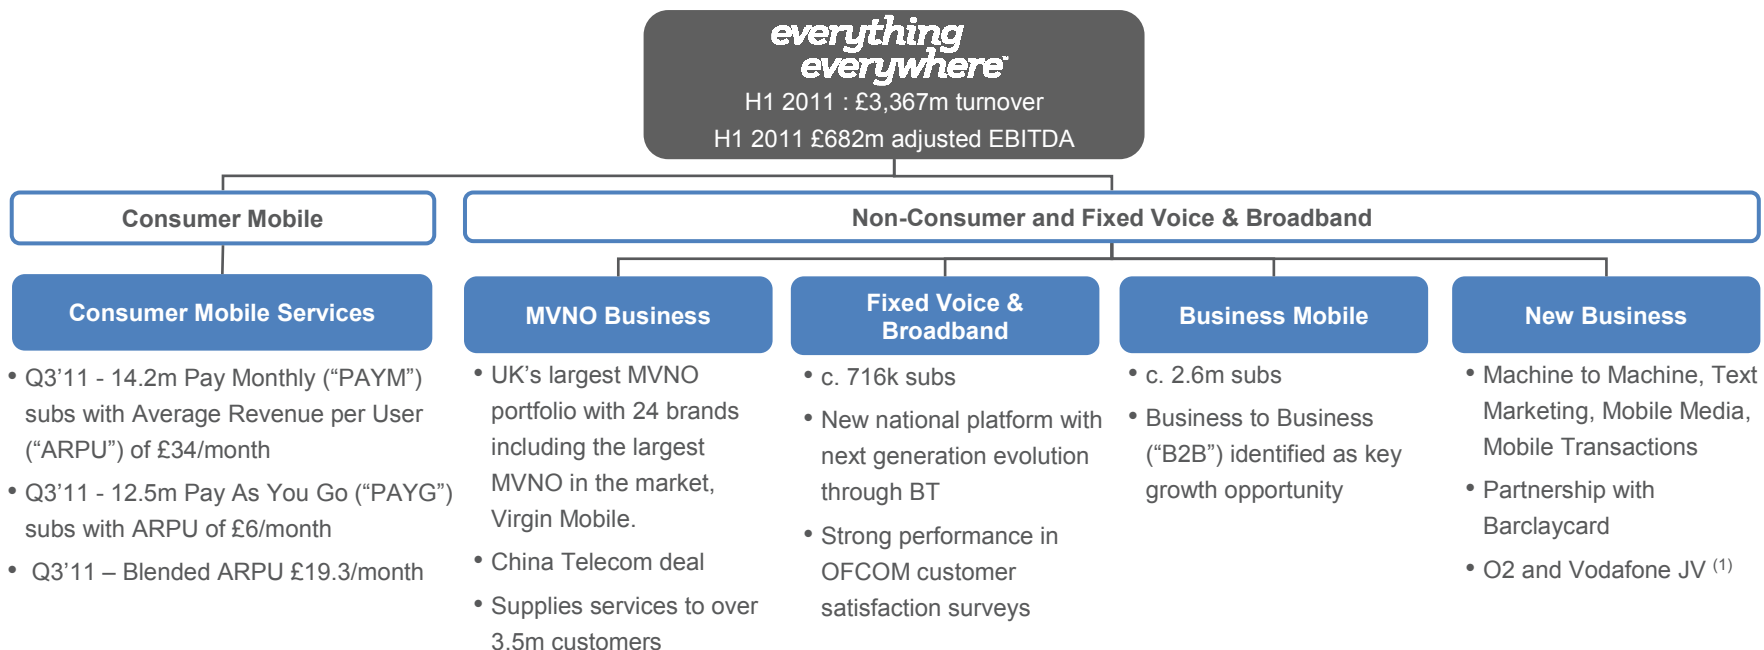 everything
everywhere™
H1 2011 : £3,367m turnover
H1 2011 £682m adjusted EBITDA
Consumer Mobile
Non-Consumer and Fixed Voice & Broadband
Consumer Mobile Services
• Q3’11 - 14.2m Pay Monthly (“PAYM”)
subs with Average Revenue per User
(“ARPU”) of £34/month
• Q3’11 - 12.5m Pay As You Go (“PAYG”)
subs with ARPU of £6/month
• Q3’11 – Blended ARPU £19.3/month
MVNO Business
• UK’s largest MVNO
portfolio with 24 brands
including the largest
MVNO in the market,
Virgin Mobile.
• China Telecom deal
• Supplies services to over
3.5m customers
Fixed Voice &
Broadband
• c. 716k subs
• New national platform with
next generation evolution
through BT
• Strong performance in
OFCOM customer
satisfaction surveys
Business Mobile
• c. 2.6m subs
• Business to Business
(“B2B”) identified as key
growth opportunity
New Business
• Machine to Machine, Text
Marketing, Mobile Media,
Mobile Transactions
• Partnership with
Barclaycard
• O2 and Vodafone JV (1)